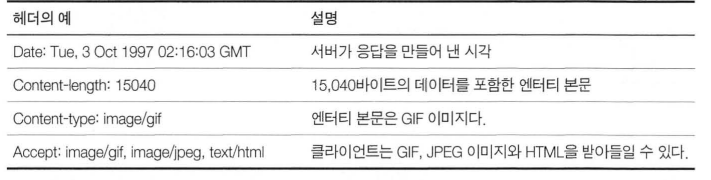 헤더의 예 설명
Date: Tue, 3 Oct 1997 02:16:03 GMT 서버가 응답을 만들어 낸 시각
Content-length: 15040 15,040바이트의 데이터를 포함한 엔터티 본문
Content-type: image/gif 엔터티 본문은 GIF 이미지다.
Accept: image/gif, image/jpeg, text/html 클라이언트는 GIF, JPEG 이미지와 HTML을 받아들일 수 있다.